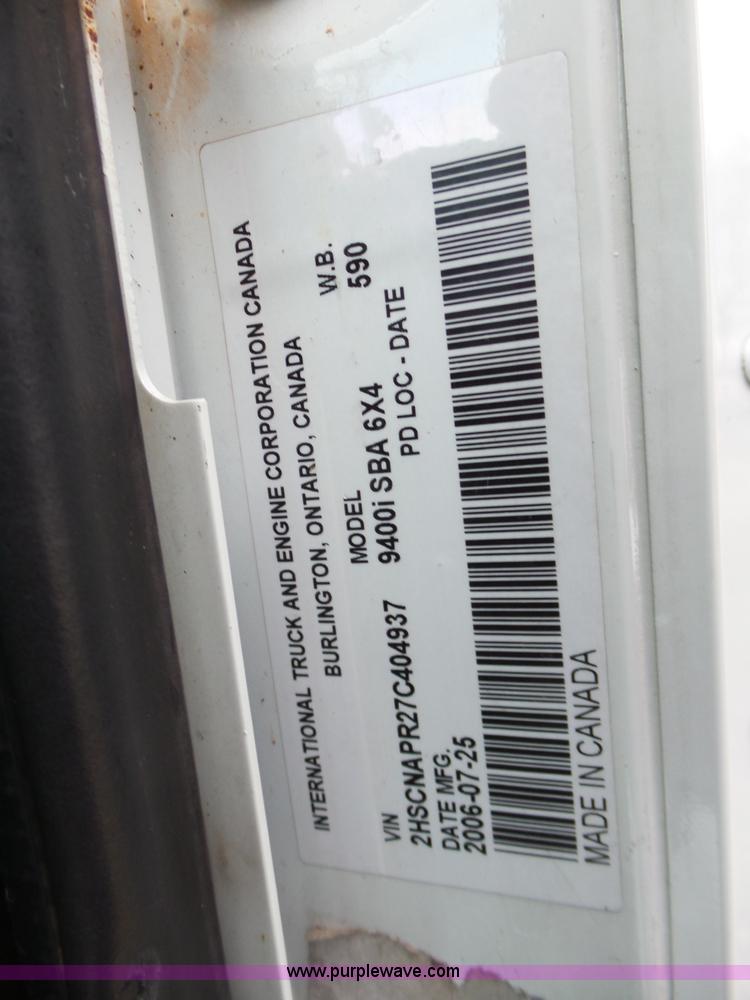 INTERNATIONAL TRUCK AND ENGINE CORPORATION CANADA
BURLINGTON, ONTARIO, CANADA
MODEL W.B.
VIN 9400i SBA 6X4 590
2HSCNAPR27C404937
DATE MFG. PD LOC - DATE
2006-07-25
MADE IN CANADA
www.purplewave.com